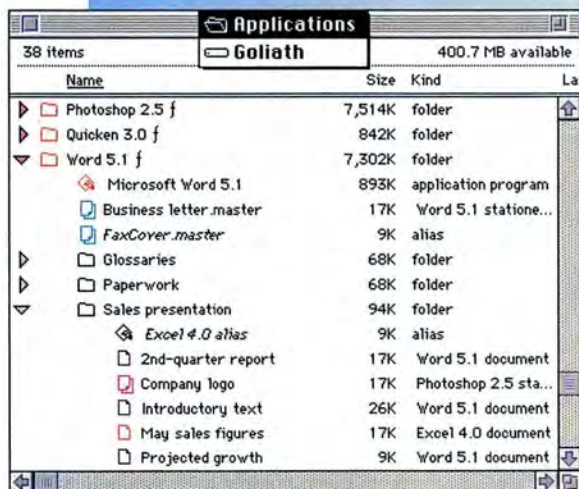 Applications
38 items Goliath 400.7 MB available
Name Size Kind La
Photoshop 2.5 ƒ 7,514K folder
Quicken 3.0 ƒ 842K folder
Word 5.1 ƒ 7,302K folder
Microsoft Word 5.1 893K application program
Business letter.master 17K Word 5.1 statione...
FaxCover.master 9K alias
Glossaries 68K folder
Paperwork 68K folder
Sales presentation 94K folder
Excel 4.0 alias 9K alias
2nd-quarter report 17K Word 5.1 document
Company logo 17K Photoshop 2.5 sta...
Introductory text 26K Word 5.1 document
May sales figures 17K Excel 4.0 document
Projected growth 9K Word 5.1 document